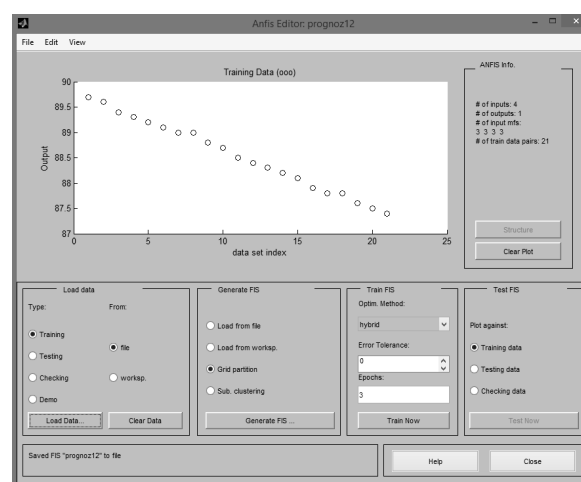 Anfis Editor: prognoz12
File Edit View
Training Data (ooo)
90
89.5
89
88.5
88
87.5
87
Output
0 5 10 15 20 25
data set index
ANFIS Info.
# of inputs: 4
# of outputs: 1
# of input mfs:
3 3 3 3
# of train data pairs: 21
Structure
Clear Plot
Load data
Type: From:
Training
Testing
Checking
Demo
file
worksp.
Load Data...
Clear Data
Generate FIS
Load from file
Load from worksp.
Grid partition
Sub. clustering
Generate FIS ...
Train FIS
Optim. Method:
hybrid
Error Tolerance:
0
Epochs:
3
Train Now
Test FIS
Plot against:
Training data
Testing data
Checking data
Test Now
Saved FIS "prognoz12" to file
Help
Close